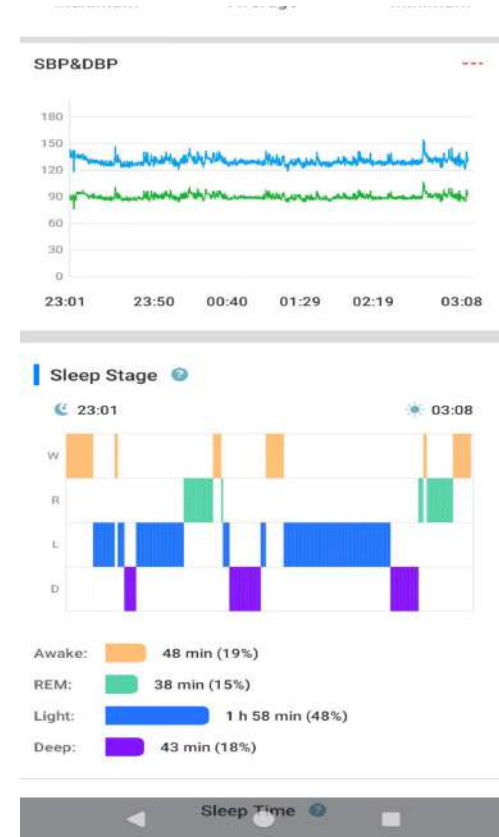 SBP&DBP
---
180
150
120
90
60
30
0
23:01 23:50 00:40 01:29 02:19 03:08
Sleep Stage ?
23:01 03:08
W
R
L
D
Awake: 48 min (19%)
REM: 38 min (15%)
Light: 1 h 58 min (48%)
Deep: 43 min (18%)
Sleep Time ?